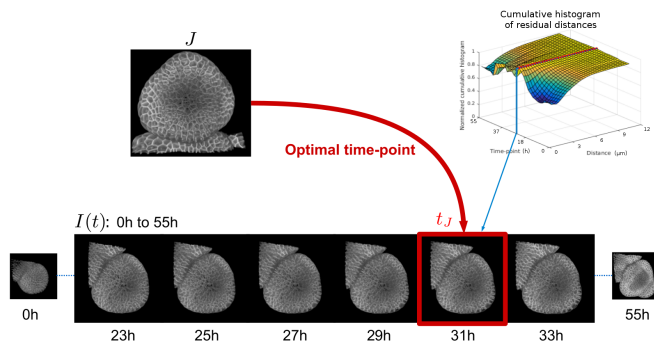 J
Cumulative histogram
of residual distances
Normalized cumulative histogram
1
0.8
0.6
0.4
0.2
0
55
37
18
0
Time-point (h)
0
3
6
9
12
Distance (μm)
Optimal time-point
I(t): 0h to 55h
t_J
0h
23h
25h
27h
29h
31h
33h
55h